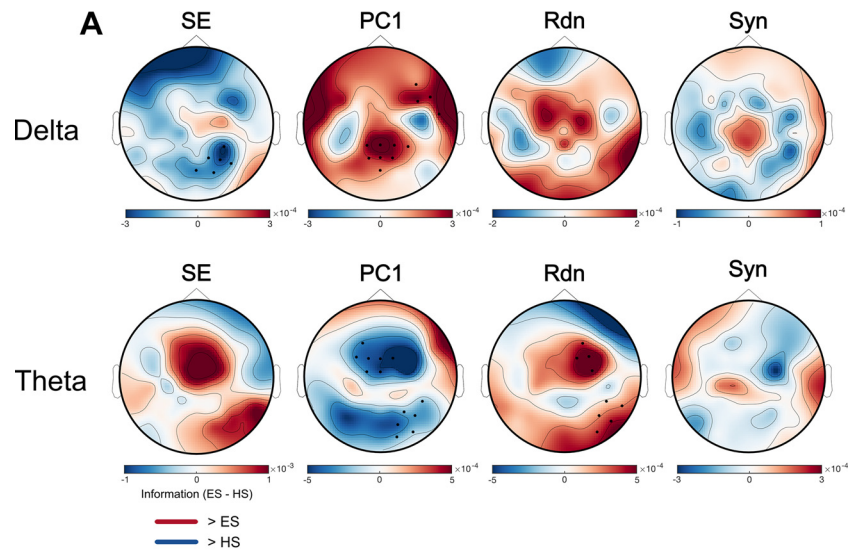 A
SE PC1 Rdn Syn
Delta
-3 0 3 ×10⁻⁴ -3 0 3 ×10⁻⁴ -2 0 2 ×10⁻⁴ -1 0 1 ×10⁻⁴
SE PC1 Rdn Syn
Theta
-1 0 1 ×10⁻³ -5 0 5 ×10⁻⁴ -5 0 5 ×10⁻⁴ -3 0 3 ×10⁻⁴
Information (ES - HS)
> ES
> HS